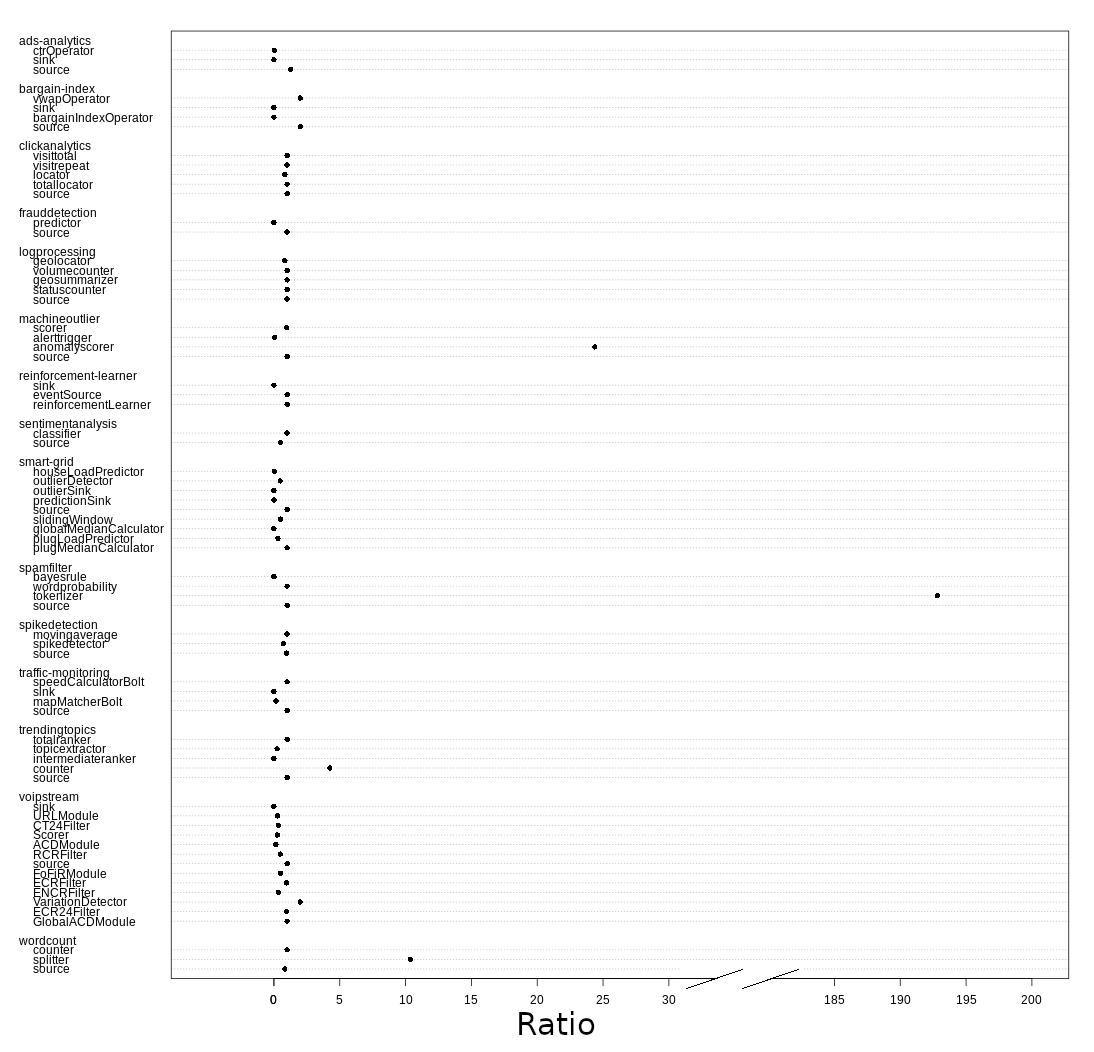 ads-analytics
ctrOperator
sink
source
bargain-index
vwapOperator
sink
bargainIndexOperator
source
clickanalytics
visittotal
visitrepeat
locator
totallocator
source
frauddetection
predictor
source
logprocessing
geolocator
volumecounter
geosummarizer
statuscounter
source
machineoutlier
scorer
alerttrigger
anomalyscorer
source
reinforcement-learner
sink
eventSource
reinforcementLearner
sentimentanalysis
classifier
source
smart-grid
houseLoadPredictor
outlierDetector
outlierSink
predictionSink
source
slidingWindow
globalMedianCalculator
plugLoadPredictor
plugMedianCalculator
spamfilter
bayesrule
wordprobability
tokenizer
source
spikedetection
movingaverage
spikedetector
source
traffic-monitoring
speedCalculatorBolt
sink
mapMatcherBolt
source
trendingtopics
totalranker
topicextractor
intermediateranker
counter
source
voipstream
sink
URLModule
CT24Filter
Scorer
ACDModule
RCRFilter
source
FoFiRModule
ECRFilter
ENCRFilter
VariationDetector
ECR24Filter
GlobalACDModule
wordcount
counter
splitter
source
0 5 10 15 20 25 30 185 190 195 200
Ratio